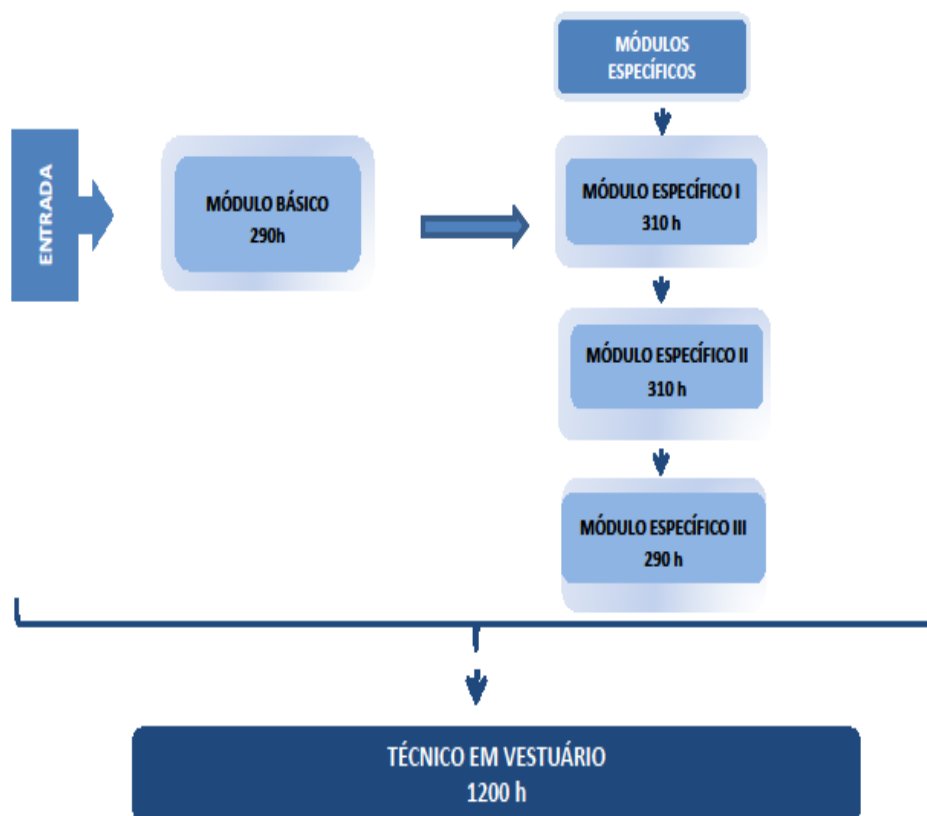 MÓDULOS
ESPECÍFICOS
ENTRADA
MÓDULO BÁSICO
290h
MÓDULO ESPECÍFICO I
310 h
MÓDULO ESPECÍFICO II
310 h
MÓDULO ESPECÍFICO III
290 h
TÉCNICO EM VESTUÁRIO
1200 h